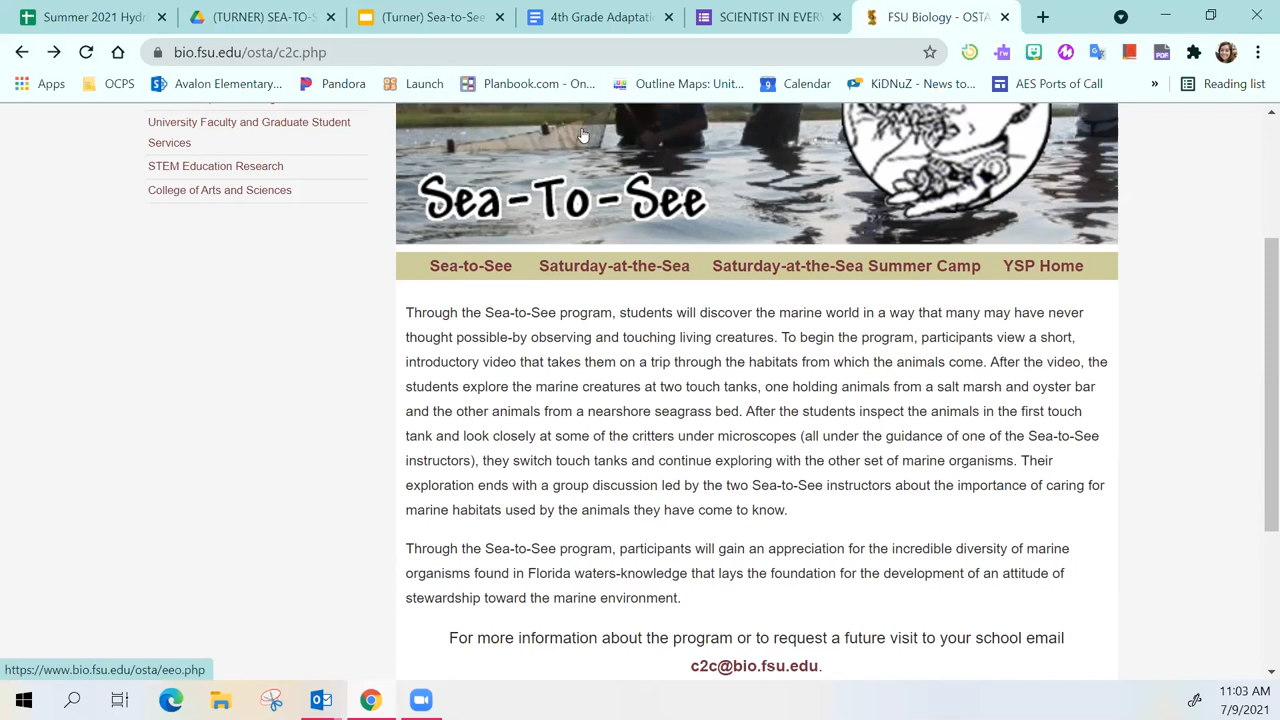 Summer 2021 Hydr
(TURNER) SEA-TO-S
(Turner) Sea-to-See
4th Grade Adaptati
SCIENTIST IN EVERY
FSU Biology - OSTA
bio.fsu.edu/osta/c2c.php
Apps
OCPS
Avalon Elementary...
Pandora
Launch
Planbook.com - On...
Outline Maps: Unit...
Calendar
KiDNuZ - News to...
AES Ports of Call
»
Reading list
University Faculty and Graduate Student
Services
STEM Education Research
College of Arts and Sciences
Sea-To-See
Sea-to-See Saturday-at-the-Sea Saturday-at-the-Sea Summer Camp YSP Home
Through the Sea-to-See program, students will discover the marine world in a way that many may have never
thought possible-by observing and touching living creatures. To begin the program, participants view a short,
introductory video that takes them on a trip through the habitats from which the animals come. After the video, the
students explore the marine creatures at two touch tanks, one holding animals from a salt marsh and oyster bar
and the other animals from a nearshore seagrass bed. After the students inspect the animals in the first touch
tank and look closely at some of the critters under microscopes (all under the guidance of one of the Sea-to-See
instructors), they switch touch tanks and continue exploring with the other set of marine organisms. Their
exploration ends with a group discussion led by the two Sea-to-See instructors about the importance of caring for
marine habitats used by the animals they have come to know.
Through the Sea-to-See program, participants will gain an appreciation for the incredible diversity of marine
organisms found in Florida waters-knowledge that lays the foundation for the development of an attitude of
stewardship toward the marine environment.
For more information about the program or to request a future visit to your school email
c2c@bio.fsu.edu.
https://www.bio.fsu.edu/osta/eeo.php
11:03 AM
7/9/2021